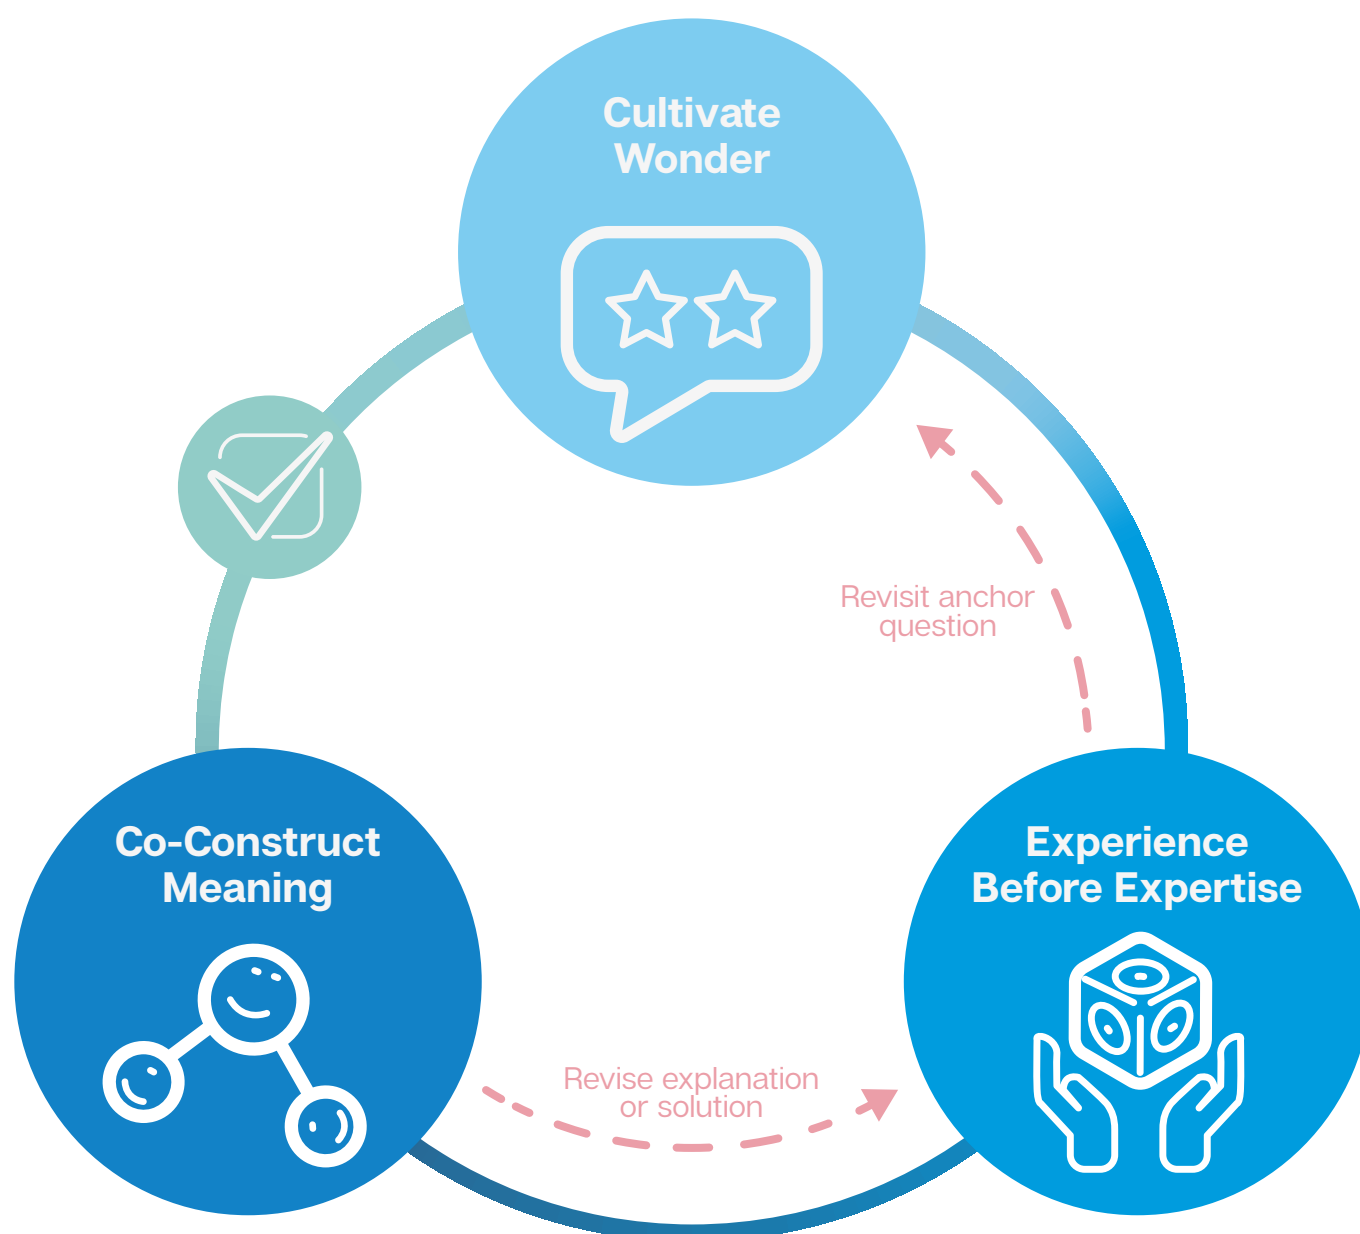 Cultivate
Wonder
Revisit anchor
question
Co-Construct
Meaning
Experience
Before Expertise
Revise explanation
or solution